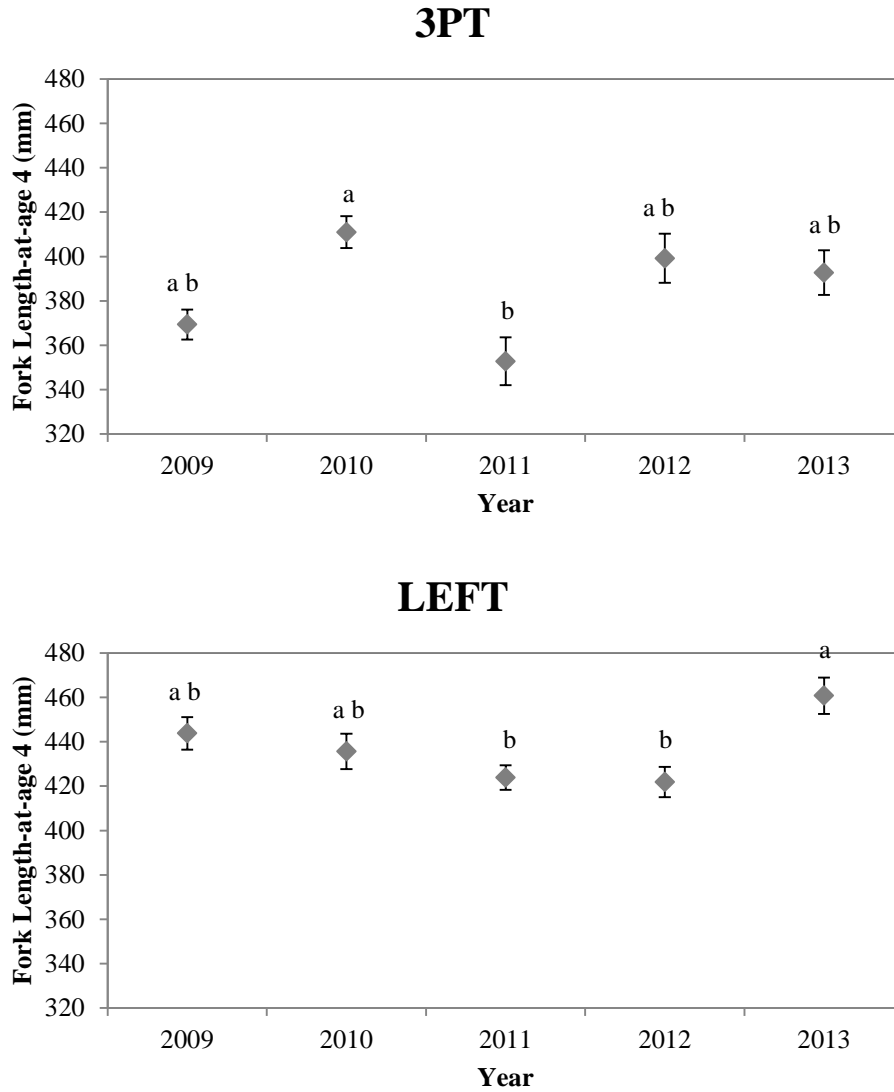 3PT
480
460
440
420
400
380
360
340
320
Fork Length-at-age 4 (mm)
a b
a
b
a b
a b
2009 2010 2011 2012 2013
Year
LEFT
480
460
440
420
400
380
360
340
320
Fork Length-at-age 4 (mm)
a b
a b
b
b
a
2009 2010 2011 2012 2013
Year